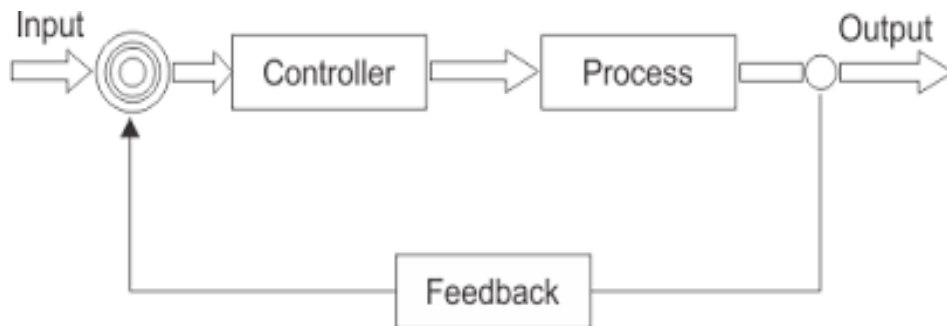 Input
Output
Controller
Process
Feedback